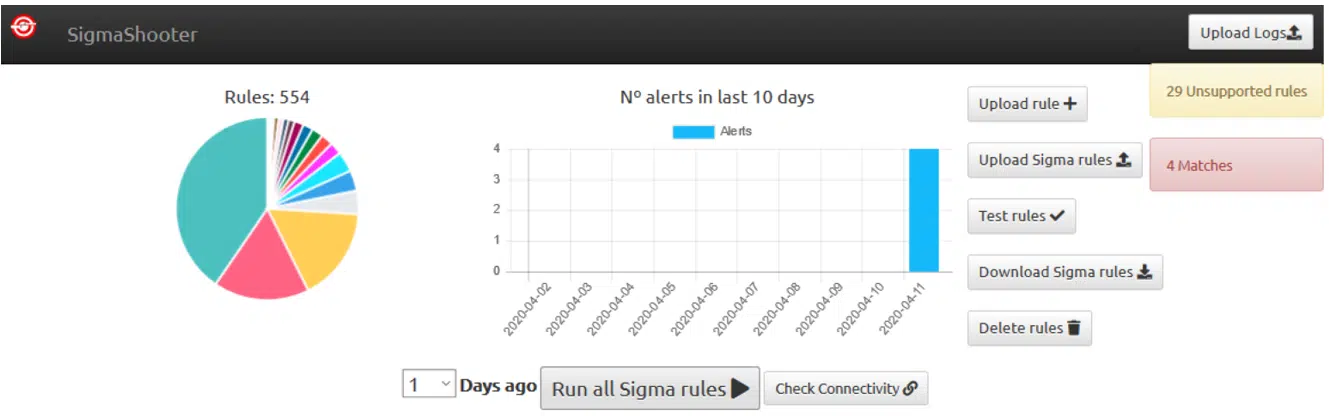 SigmaShooter
Upload Logs
Rules: 554
Nº alerts in last 10 days
Alerts
4
3
2
1
0
2020-04-02
2020-04-03
2020-04-04
2020-04-05
2020-04-06
2020-04-07
2020-04-08
2020-04-09
2020-04-10
2020-04-11
Upload rule
Upload Sigma rules
Test rules
Download Sigma rules
Delete rules
29 Unsupported rules
4 Matches
1 Days ago Run all Sigma rules Check Connectivity